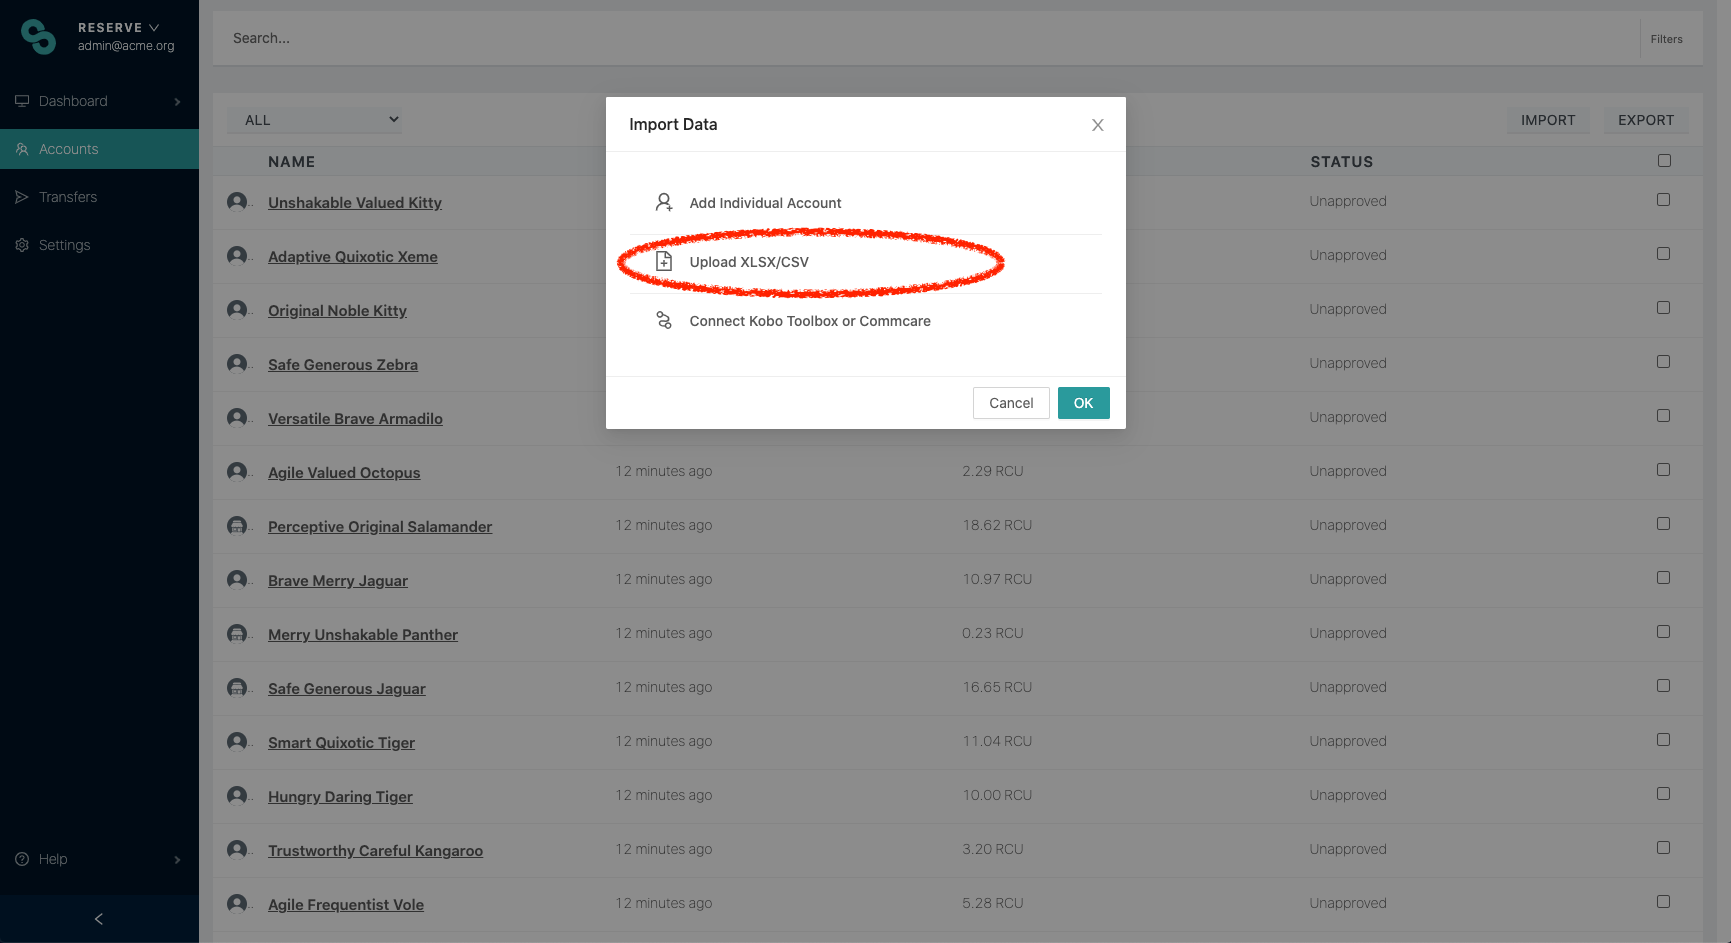 RESERVE
admin@acme.org
Dashboard
Accounts
Transfers
Settings
Help
Search...
Filters
ALL
IMPORT
EXPORT
NAME
STATUS
Unshakable Valued Kitty
Unapproved
Adaptive Quixotic Xeme
Unapproved
Original Noble Kitty
Unapproved
Safe Generous Zebra
Unapproved
Versatile Brave Armadilo
Unapproved
Agile Valued Octopus
12 minutes ago
2.29 RCU
Unapproved
Perceptive Original Salamander
12 minutes ago
18.62 RCU
Unapproved
Brave Merry Jaguar
12 minutes ago
10.97 RCU
Unapproved
Merry Unshakable Panther
12 minutes ago
0.23 RCU
Unapproved
Safe Generous Jaguar
12 minutes ago
16.65 RCU
Unapproved
Smart Quixotic Tiger
12 minutes ago
11.04 RCU
Unapproved
Hungry Daring Tiger
12 minutes ago
10.00 RCU
Unapproved
Trustworthy Careful Kangaroo
12 minutes ago
3.20 RCU
Unapproved
Agile Frequentist Vole
12 minutes ago
5.28 RCU
Unapproved
Import Data
Add Individual Account
Upload XLSX/CSV
Connect Kobo Toolbox or Commcare
Cancel
OK